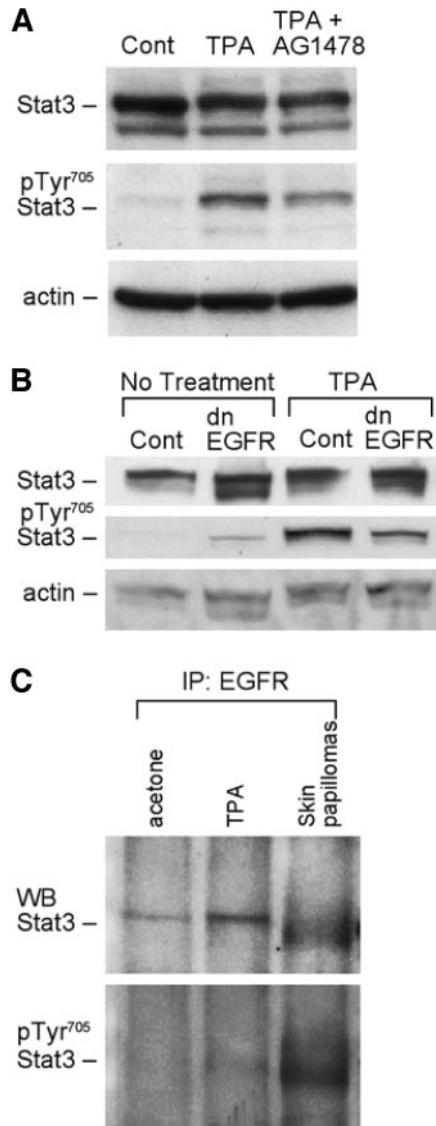 A
Cont TPA TPA +
AG1478
Stat3 –
pTyr705
Stat3 –
actin –
B
No Treatment TPA
Cont dn
EGFR Cont dn
EGFR
Stat3 –
pTyr705
Stat3 –
actin –
C
IP: EGFR
acetone
TPA
Skin
papillomas
WB
Stat3 –
pTyr705
Stat3 –